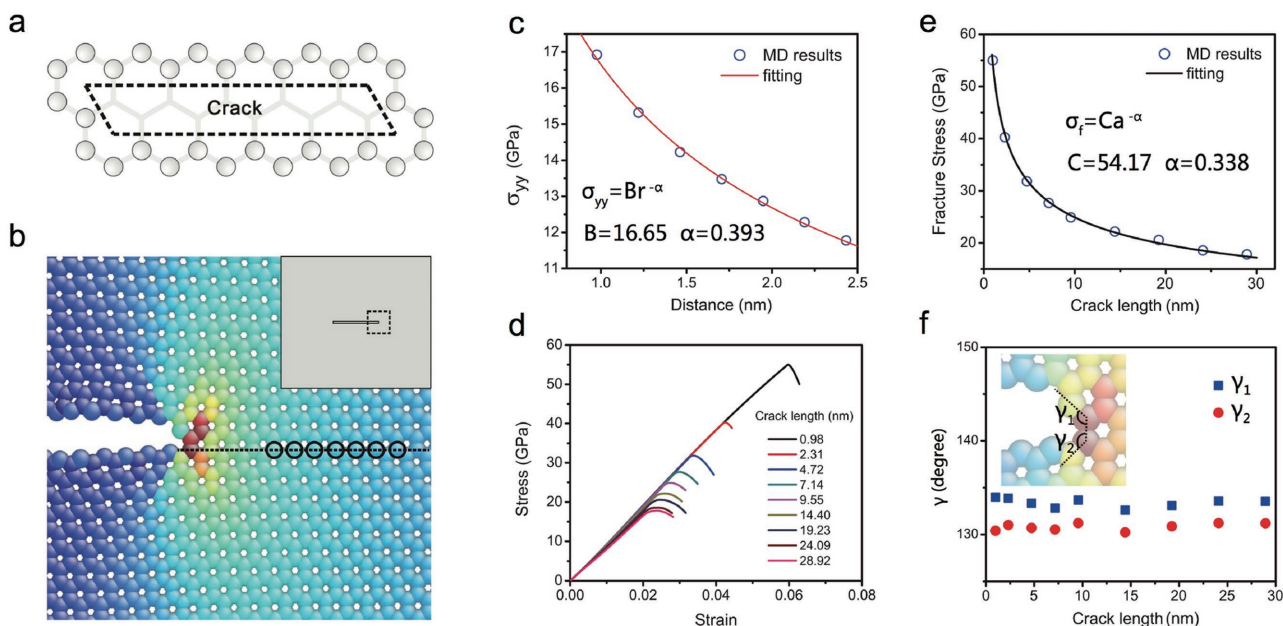 a
Crack
b
c
17
16
15
14
13
12
11
σyy (GPa)
MD results
fitting
σyy=Br-α
B=16.65 α=0.393
1.0 1.5 2.0 2.5
Distance (nm)
d
60
50
40
30
20
10
0
Stress (GPa)
Crack length (nm)
0.98
2.31
4.72
7.14
9.55
14.40
19.23
24.09
28.92
0.00 0.02 0.04 0.06 0.08
Strain
e
60
50
40
30
20
Fracture Stress (GPa)
MD results
fitting
σf=Ca-α
C=54.17 α=0.338
0 10 20 30
Crack length (nm)
f
150
140
130
γ (degree)
γ1
γ2
γ1
γ2
0 5 10 15 20 25 30
Crack length (nm)